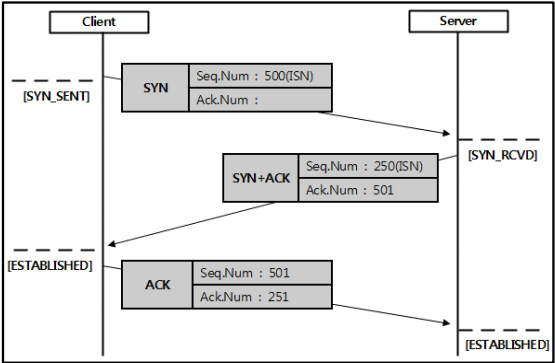 Client
Server
SYN
Seq.Num : 500(ISN)
Ack.Num :
[SYN_SENT]
[SYN_RCVD]
SYN+ACK
Seq.Num : 250(ISN)
Ack.Num : 501
[ESTABLISHED]
ACK
Seq.Num : 501
Ack.Num : 251
[ESTABLISHED]